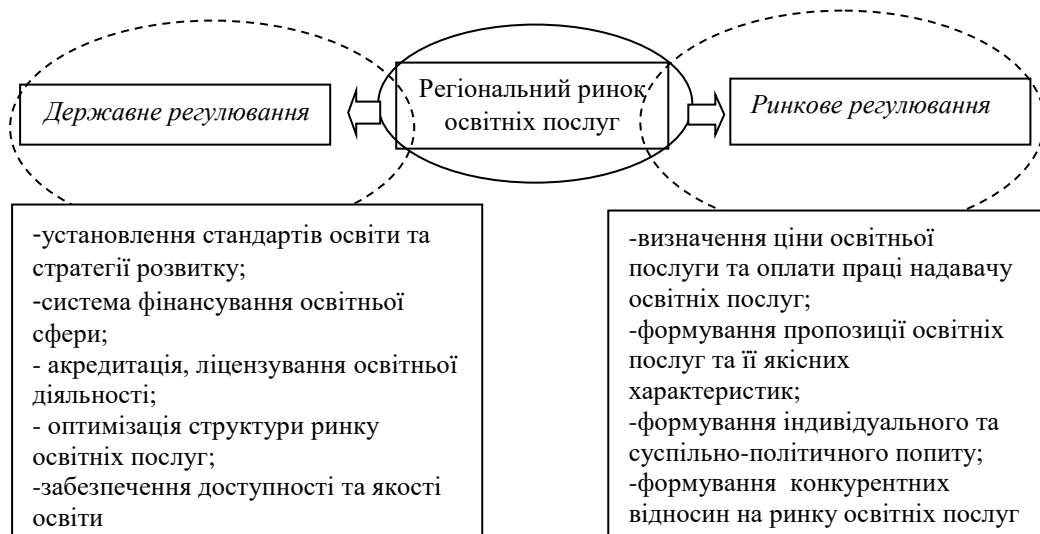 Державне регулювання
Регіональний ринок
освітніх послуг
Ринкове регулювання
-установлення стандартів освіти та
стратегії розвитку;
-система фінансування освітньої
сфери;
- акредитація, ліцензування освітньої
діяльності;
- оптимізація структури ринку
освітніх послуг;
-забезпечення доступності та якості
освіти
-визначення ціни освітньої
послуги та оплати праці надавачу
освітніх послуг;
-формування пропозиції освітніх
послуг та її якісних
характеристик;
-формування індивідуального та
суспільно-політичного попиту;
-формування конкурентних
відносин на ринку освітніх послуг